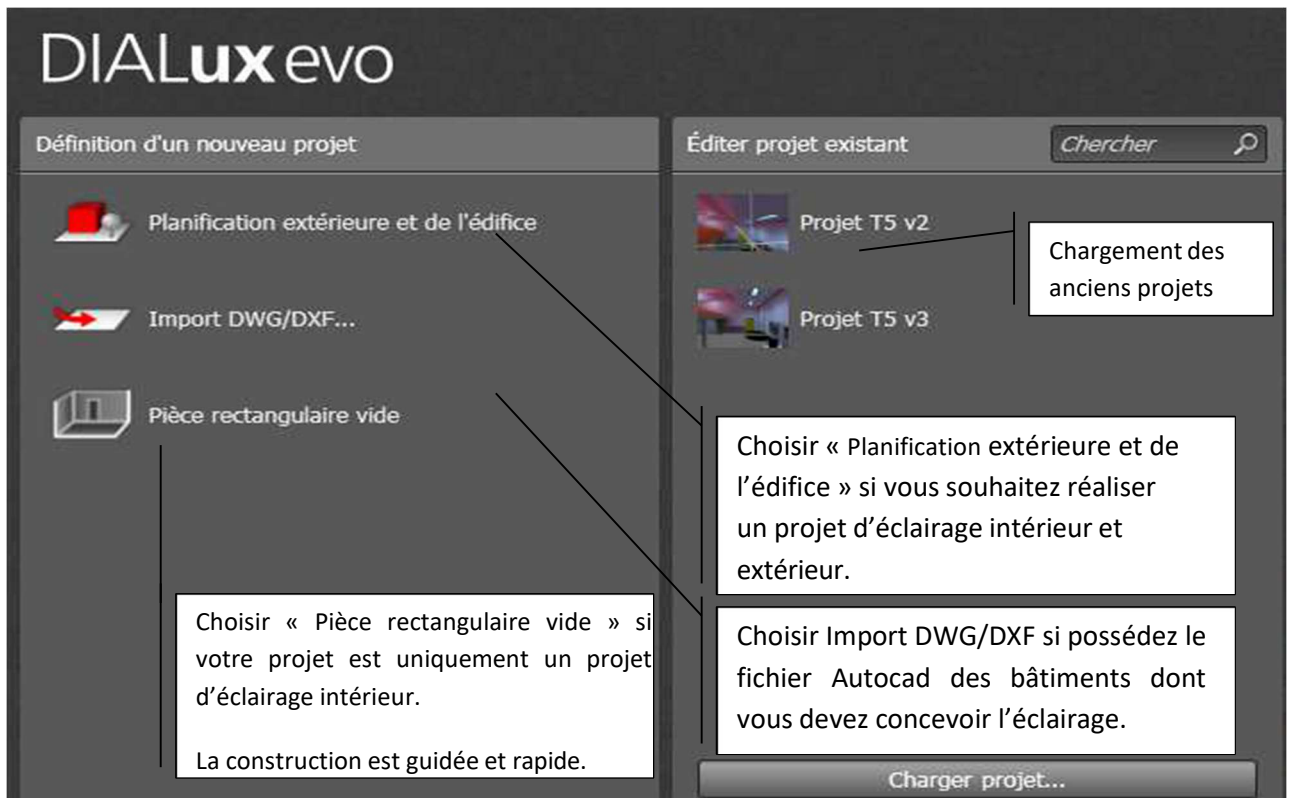 DIALux evo
Définition d'un nouveau projet
Planification extérieure et de l'édifice
Import DWG/DXF...
Pièce rectangulaire vide
Choisir « Pièce rectangulaire vide » si
votre projet est uniquement un projet
d'éclairage intérieur.
La construction est guidée et rapide.
Éditer projet existant
Chercher
Projet T5 v2
Projet T5 v3
Chargement des
anciens projets
Choisir « Planification extérieure et de
l'édifice » si vous souhaitez réaliser
un projet d'éclairage intérieur et
extérieur.
Choisir Import DWG/DXF si possédez le
fichier Autocad des bâtiments dont
vous devez concevoir l'éclairage.
Charger projet...